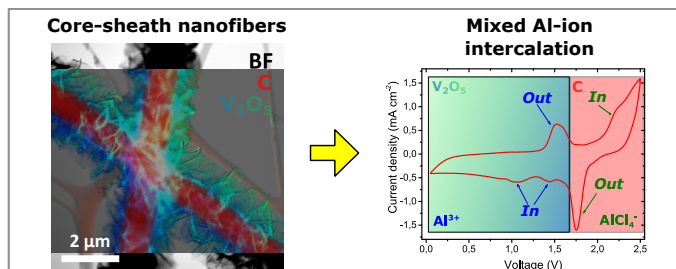 Core-sheath nanofibers
BF
C
V₂O₅
2 µm
Mixed Al-ion
intercalation
V₂O₅
C
Out
In
In
Out
Al³⁺
AlCl₄⁻
Current density (mA cm⁻²)
1,5
1,0
0,5
0,0
-0,5
-1,0
-1,5
0,0
0,5
1,0
1,5
2,0
2,5
Voltage (V)